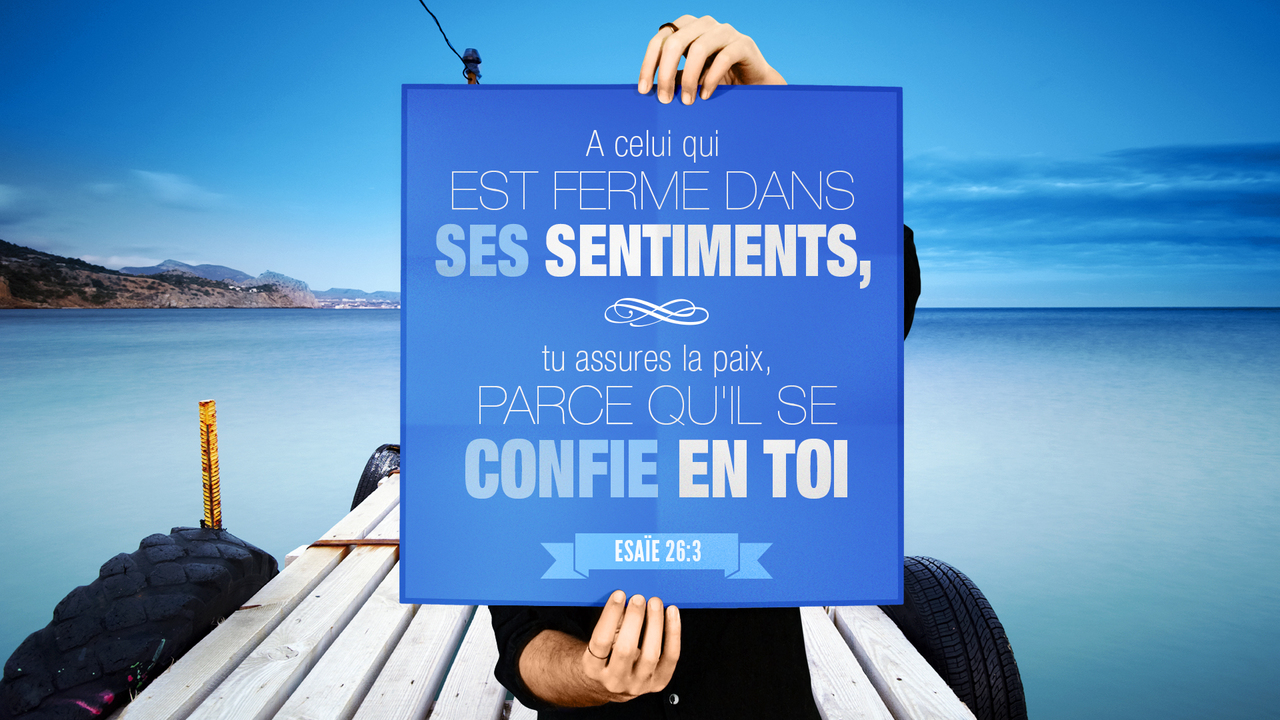 A celui qui
EST FERME DANS
SES SENTIMENTS,
tu assures la paix,
PARCE QU'IL SE
CONFIE EN TOI
ESAÏE 26:3